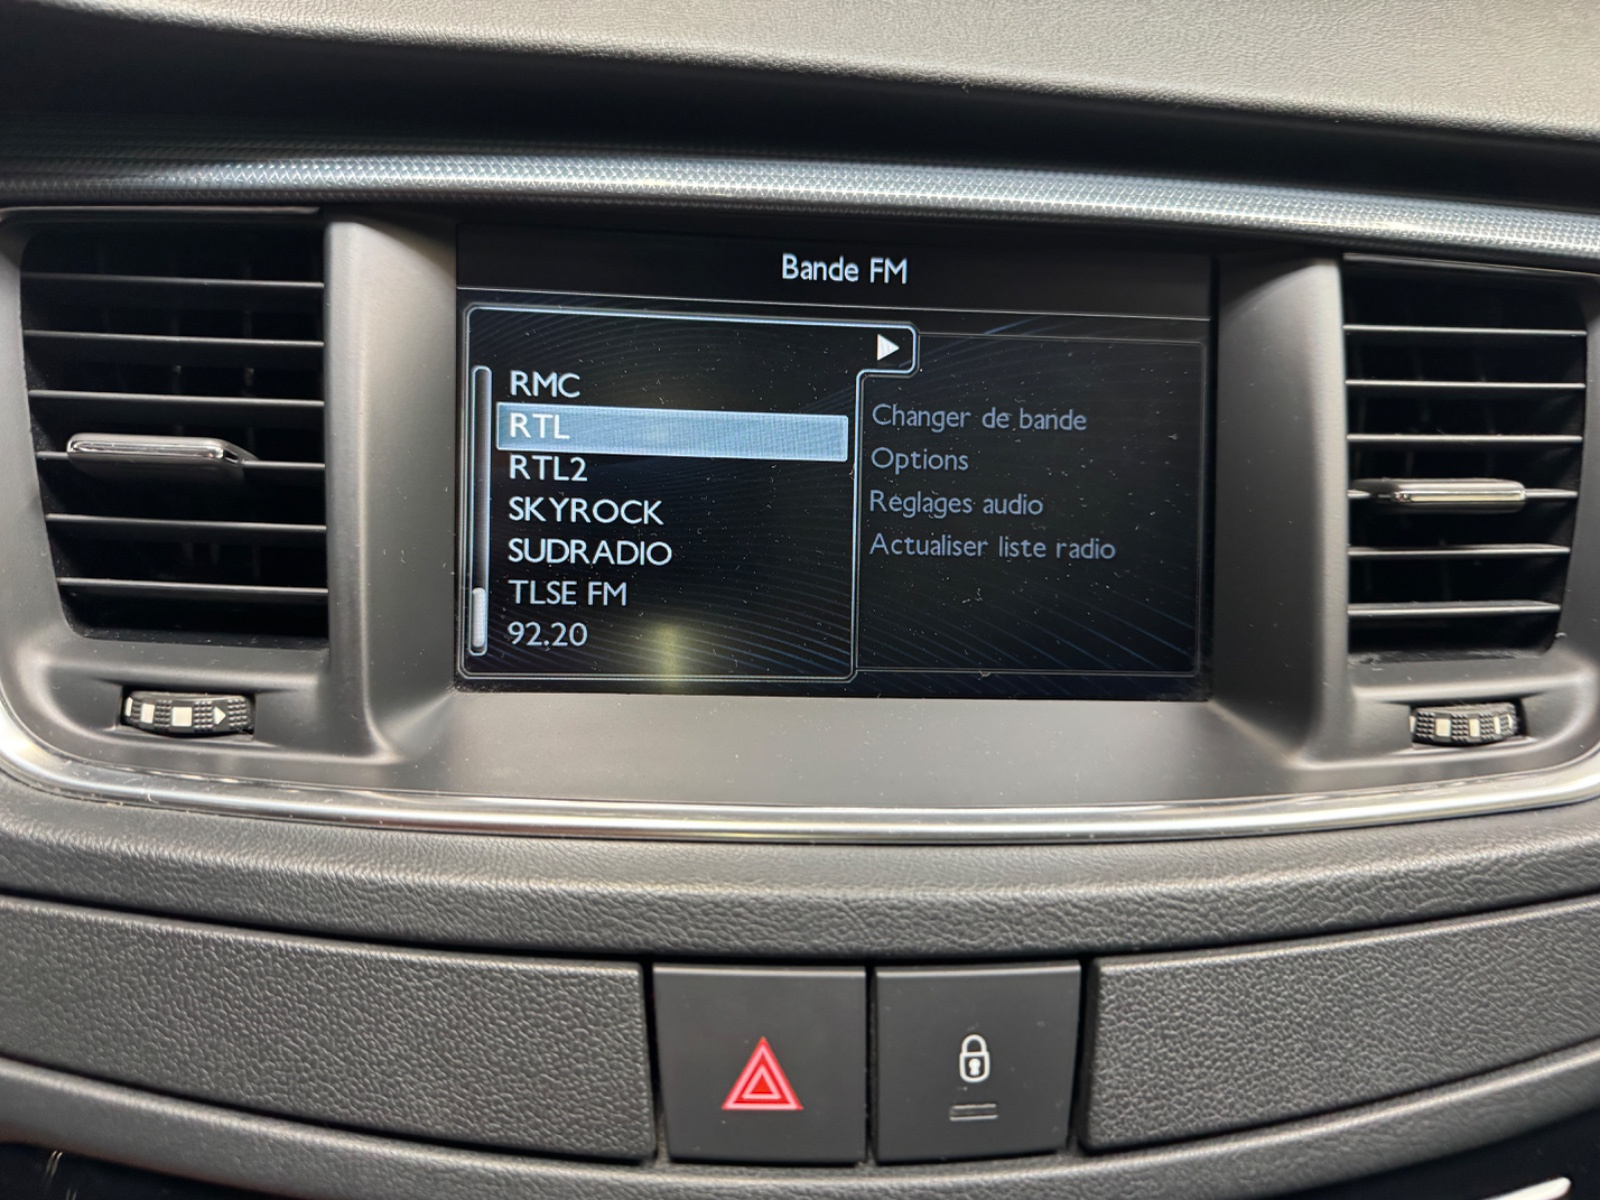 Bande FM
RMC
RTL
RTL2
SKYROCK
SUDRADIO
TLSE FM
92.20
Changer de bande
Options
Réglages audio
Actualiser liste radio